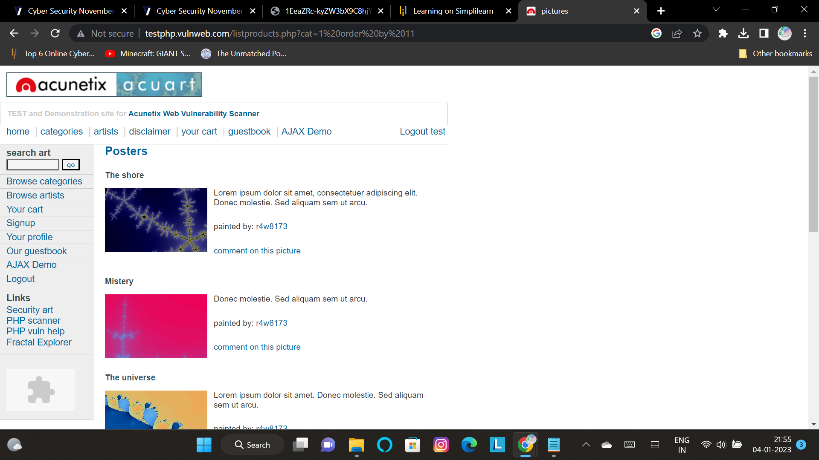 Cyber Security November
Cyber Security November
1EeaZRc-kyZW3bX9C8hj
Learning on Simplilearn
pictures
Not secure
testphp.vulnweb.com/listproducts.php?cat=1%20order%20by%2011
Top 6 Online Cyber...
Minecraft: GIANT S...
The Unmatched Po...
Other bookmarks
acunetix acuart
TEST and Demonstration site for Acunetix Web Vulnerability Scanner
home | categories | artists | disclaimer | your cart | guestbook | AJAX Demo
Logout test
search art
go
Browse categories
Browse artists
Your cart
Signup
Your profile
Our guestbook
AJAX Demo
Logout
Links
Security art
PHP scanner
PHP vuln help
Fractal Explorer
Posters
The shore
Lorem ipsum dolor sit amet, consectetuer adipiscing elit.
Donec molestie. Sed aliquam sem ut arcu.
painted by: r4w8173
comment on this picture
Mistery
Donec molestie. Sed aliquam sem ut arcu.
painted by: r4w8173
comment on this picture
The universe
Lorem ipsum dolor sit amet. Donec molestie. Sed aliquam
sem ut arcu.
painted by: r4w8173
Search
L
ENG
IN
21:55
04-01-2023
3